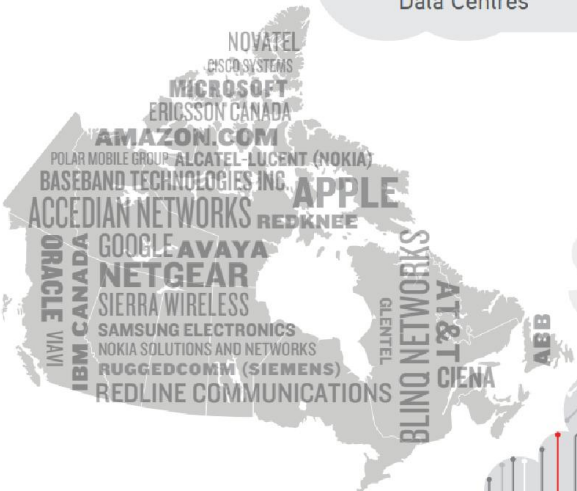 Data Centres
NOVATEL
CISCO SYSTEMS
MICROSOFT
ERICSSON CANADA
AMAZON.COM
POLAR MOBILE GROUP ALCATEL-LUCENT (NOKIA)
BASEBAND TECHNOLOGIES INC. APPLE
ACCEDIAN NETWORKS REDKNEE
ORACLE VIAVI
IBM CANADA
GOOGLE AVAYA
NETGEAR
SIERRA WIRELESS
SAMSUNG ELECTRONICS
NOKIA SOLUTIONS AND NETWORKS
RUGGEDCOMM (SIEMENS)
REDLINE COMMUNICATIONS
GLENTEL
BLINQ NETWORKS
AT&T
CIENA
ABB